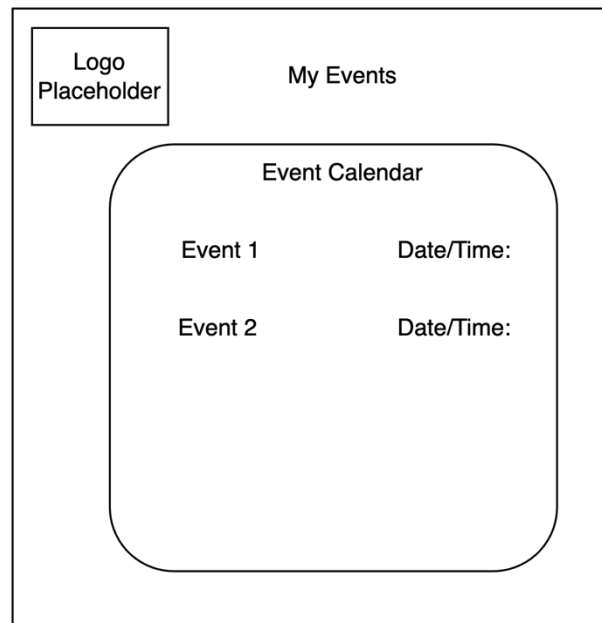 Logo
Placeholder
My Events
Event Calendar
Event 1 Date/Time:
Event 2 Date/Time: